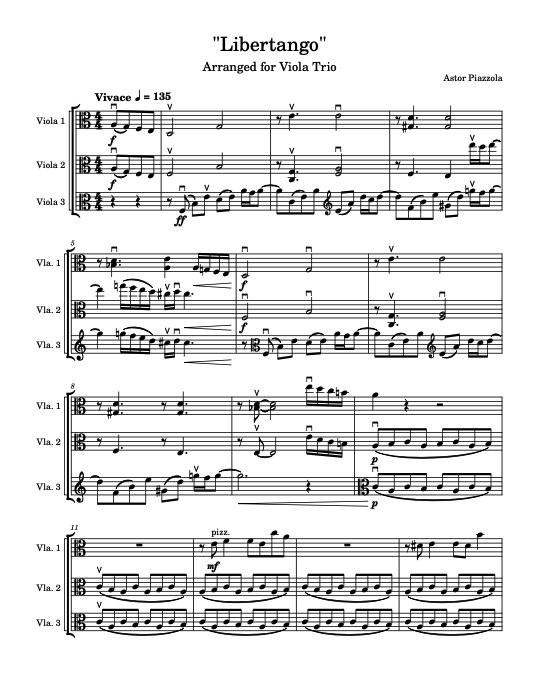 "Libertango"
Arranged for Viola Trio
Astor Piazzola
Vivace ♩ = 135
Viola 1
f
Viola 2
f
Viola 3
ff
5
Vla. 1
f
Vla. 2
f
Vla. 3
8
Vla. 1
Vla. 2
p
Vla. 3
p
11
pizz.
Vla. 1
mf
Vla. 2
Vla. 3